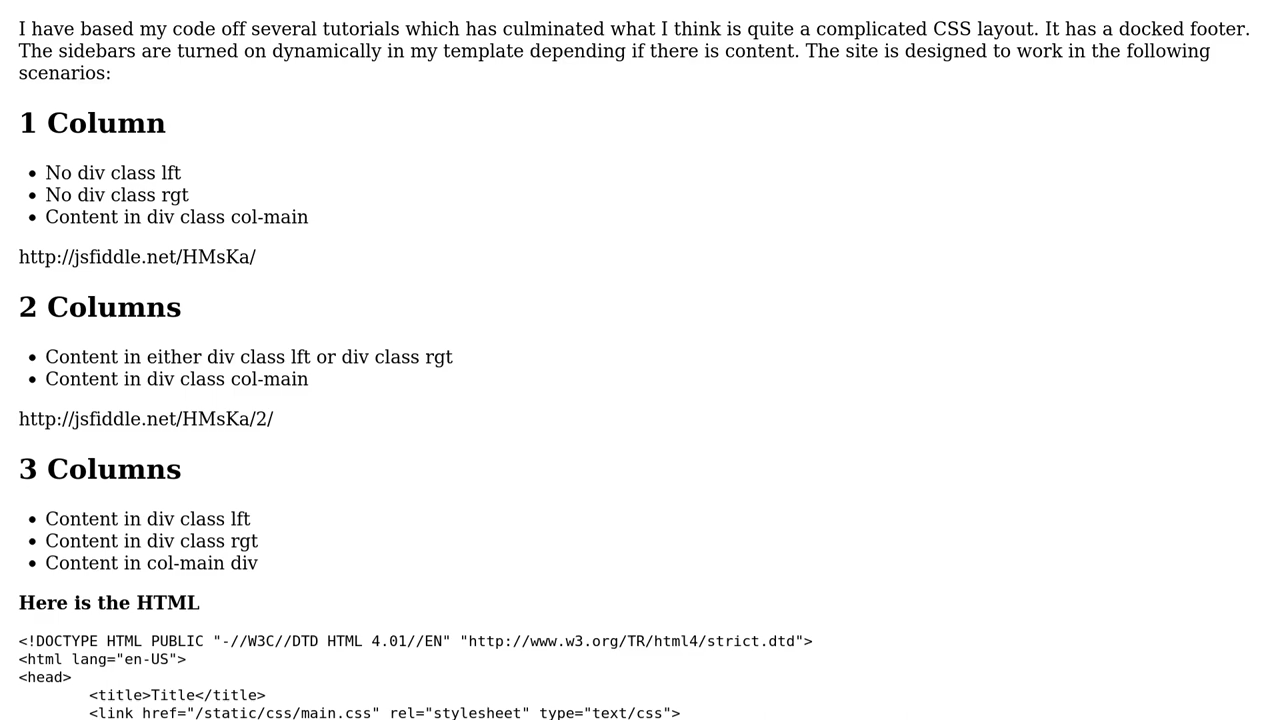 I have based my code off several tutorials which has culminated what I think is quite a complicated CSS layout. It has a docked footer.
The sidebars are turned on dynamically in my template depending if there is content. The site is designed to work in the following
scenarios:
1 Column
• No div class lft
• No div class rgt
• Content in div class col-main
http://jsfiddle.net/HMsKa/
2 Columns
• Content in either div class lft or div class rgt
• Content in div class col-main
http://jsfiddle.net/HMsKa/2/
3 Columns
• Content in div class lft
• Content in div class rgt
• Content in col-main div
Here is the HTML
<!DOCTYPE HTML PUBLIC "-//W3C//DTD HTML 4.01//EN" "http://www.w3.org/TR/html4/strict.dtd">
<html lang="en-US">
<head>
        <title>Title</title>
        <link href="/static/css/main.css" rel="stylesheet" type="text/css">